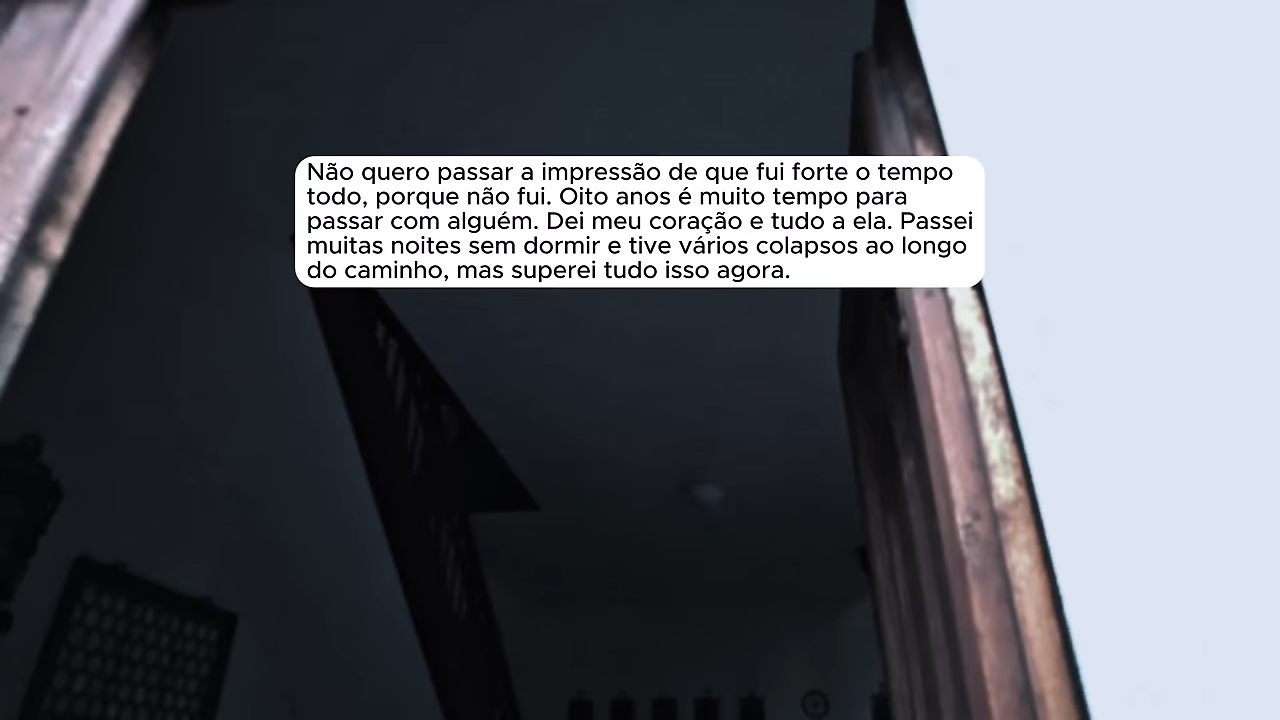 Não quero passar a impressão de que fui forte o tempo
todo, porque não fui. Oito anos é muito tempo para
passar com alguém. Dei meu coração e tudo a ela. Passei
muitas noites sem dormir e tive vários colapsos ao longo
do caminho, mas superei tudo isso agora.